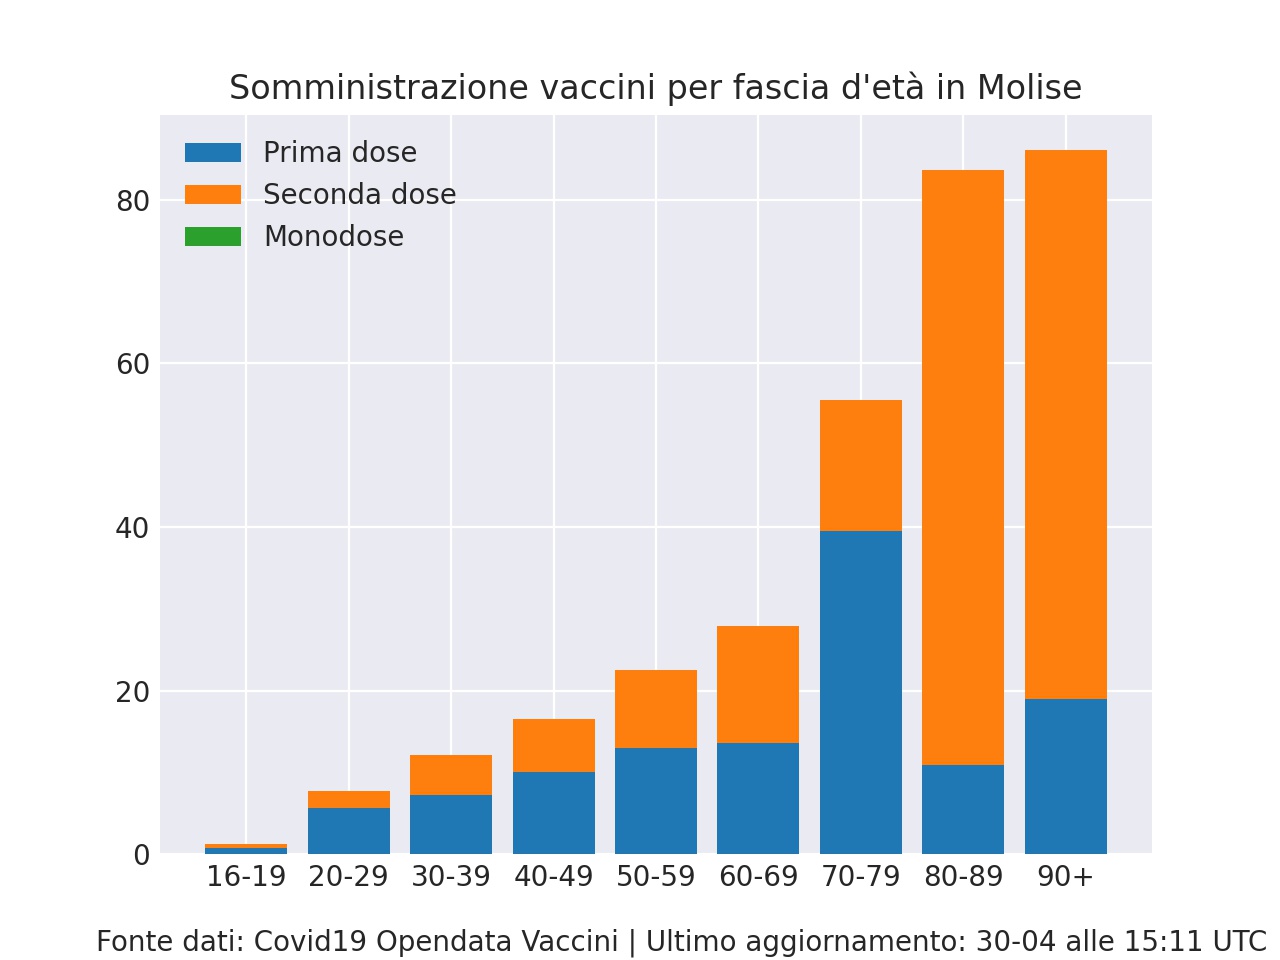 Somministrazione vaccini per fascia d'età in Molise
Prima dose
Seconda dose
Monodose
80
60
40
20
0
16-19 20-29 30-39 40-49 50-59 60-69 70-79 80-89 90+
Fonte dati: Covid19 Opendata Vaccini | Ultimo aggiornamento: 30-04 alle 15:11 UTC